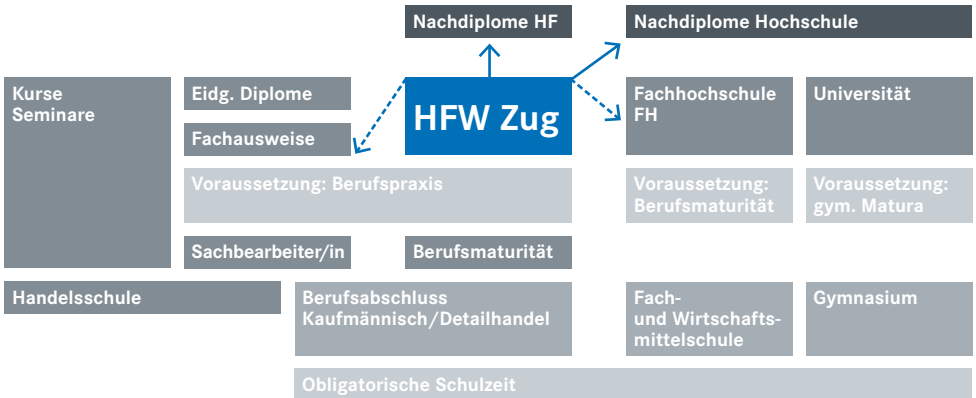 Nachdiplome HF
Nachdiplome Hochschule
Kurse
Seminare
Eidg. Diplome
Fachausweise
HFW Zug
Fachhochschule
FH
Universität
Voraussetzung: Berufspraxis
Voraussetzung:
Berufsmaturität
Voraussetzung:
gym. Matura
Sachbearbeiter/in
Berufsmaturität
Handelsschule
Berufsabschluss
Kaufmännisch/Detailhandel
Fach-
und Wirtschafts-
mittelschule
Gymnasium
Obligatorische Schulzeit